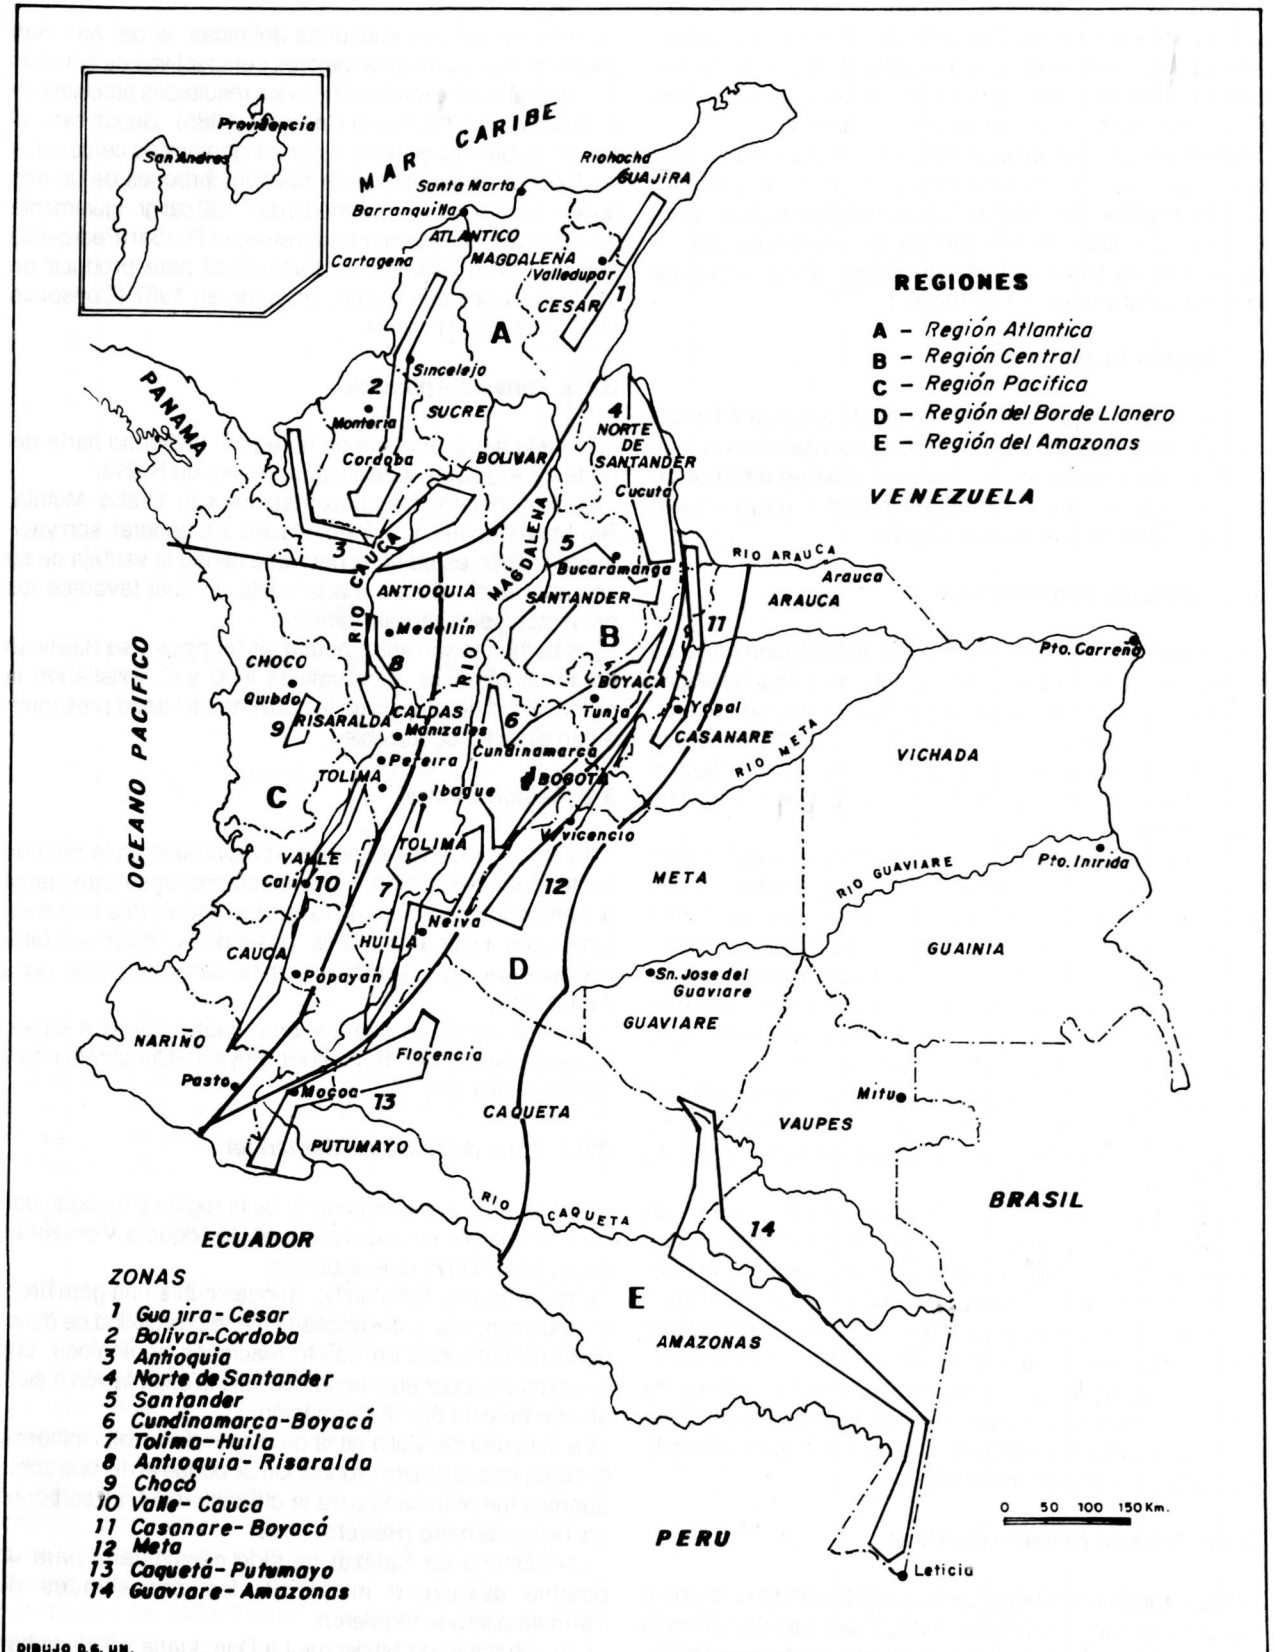 Providencia
San Andres
MAR CARIBE
Riohacha
GUAJIRA
Santa Marta
Barranquilla
ATLANTICO
Cartagena
MAGDALENA
Valledupar
1
CESAR
A
REGIONES
A – Región Atlantica
B – Región Central
C – Región Pacifica
D – Región del Borde Llanero
E – Región del Amazonas
PANAMA
Sincelejo
2
SUCRE
Monteria
Cordoba
BOLIVAR
4
NORTE
DE
SANTANDER
Cucuta
VENEZUELA
3
RIO CAUCA
RIO MAGDALENA
5
Bucaramanga
RIO ARAUCA
Arauca
ARAUCA
ANTIOQUIA
SANTANDER
11
B
Medellín
8
OCEANO PACIFICO
CHOCO
Quibdo
9
RISARALDA
CALDAS
Manizales
BOYACA
Tunja
Yopal
CASANARE
Pto. Carreño
6
Cundinamarca
RIO META
VICHADA
Pereira
TOLIMA
Ibague
BOGOTA
C
V/vicencio
VALLE
TOLIMA
Cali
10
7
12
META
RIO GUAVIARE
Pto. Inirida
Neiva
HUILA
CAUCA
Popayán
D
GUAINIA
Sn. Jose del
Guaviare
GUAVIARE
NARIÑO
Florencia
Pasto
Mocoa
13
CAQUETA
Mitu
VAUPES
PUTUMAYO
RIO CAQUETA
BRASIL
14
ECUADOR
E
AMAZONAS
ZONAS
1 Guajira-Cesar
2 Bolivar-Cordoba
3 Antioquia
4 Norte de Santander
5 Santander
6 Cundinamarca-Boyacá
7 Tolima-Huila
8 Antioquia-Risaralda
9 Chocó
10 Valle-Cauca
11 Casanare-Boyacá
12 Meta
13 Caquetá-Putumayo
14 Guaviare-Amazonas
0 50 100 150 Km.
PERU
Leticia
DIBUJO D.G. UN.